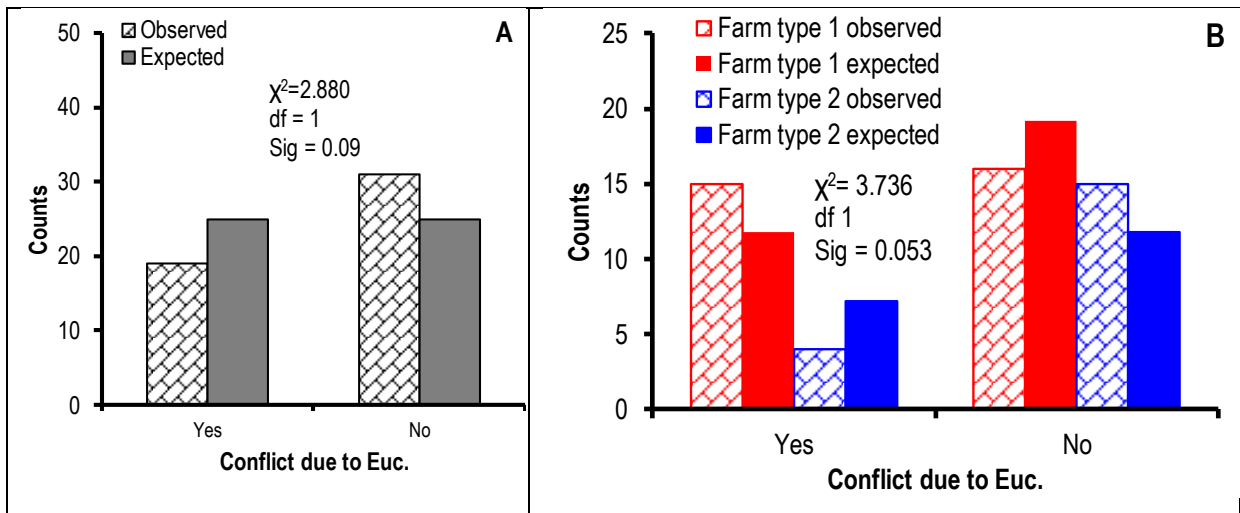 A
Observed
Expected
χ²=2.880
df = 1
Sig = 0.09
50
40
30
20
10
0
Counts
Yes No
Conflict due to Euc.
B
Farm type 1 observed
Farm type 1 expected
Farm type 2 observed
Farm type 2 expected
χ²= 3.736
df 1
Sig = 0.053
25
20
15
10
5
0
Counts
Yes No
Conflict due to Euc.